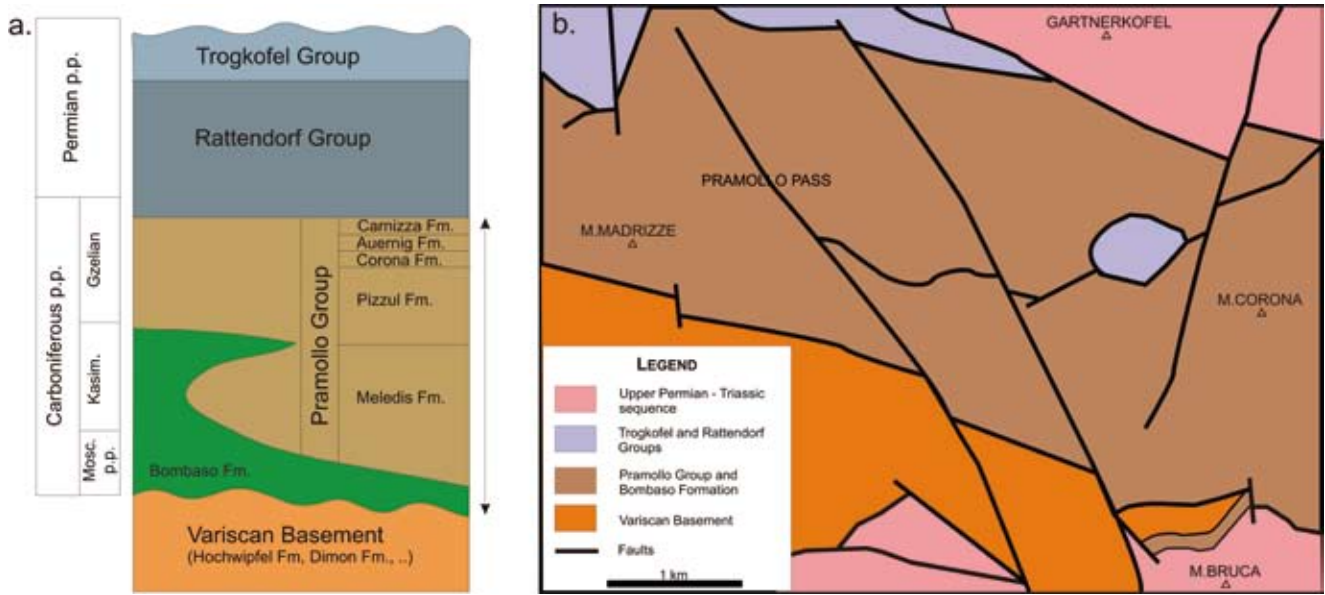 a.
Permian p.p.
Carboniferous p.p.
Gzelian
Kasim.
Mosc.
p.p.
Trogkofel Group
Rattendorf Group
Pramollo Group
Carnizza Fm.
Auernig Fm.
Corona Fm.
Pizzul Fm.
Meledis Fm.
Bombaso Fm.
Variscan Basement
(Hochwipfel Fm, Dimon Fm., ..)
b.
GARTNERKOFEL
PRAMOLLO PASS
M.MADRIZZE
M.CORONA
M.BRUCA
LEGEND
Upper Permian - Triassic
sequence
Trogkofel and Rattendorf
Groups
Pramollo Group and
Bombaso Formation
Variscan Basement
Faults
1 km